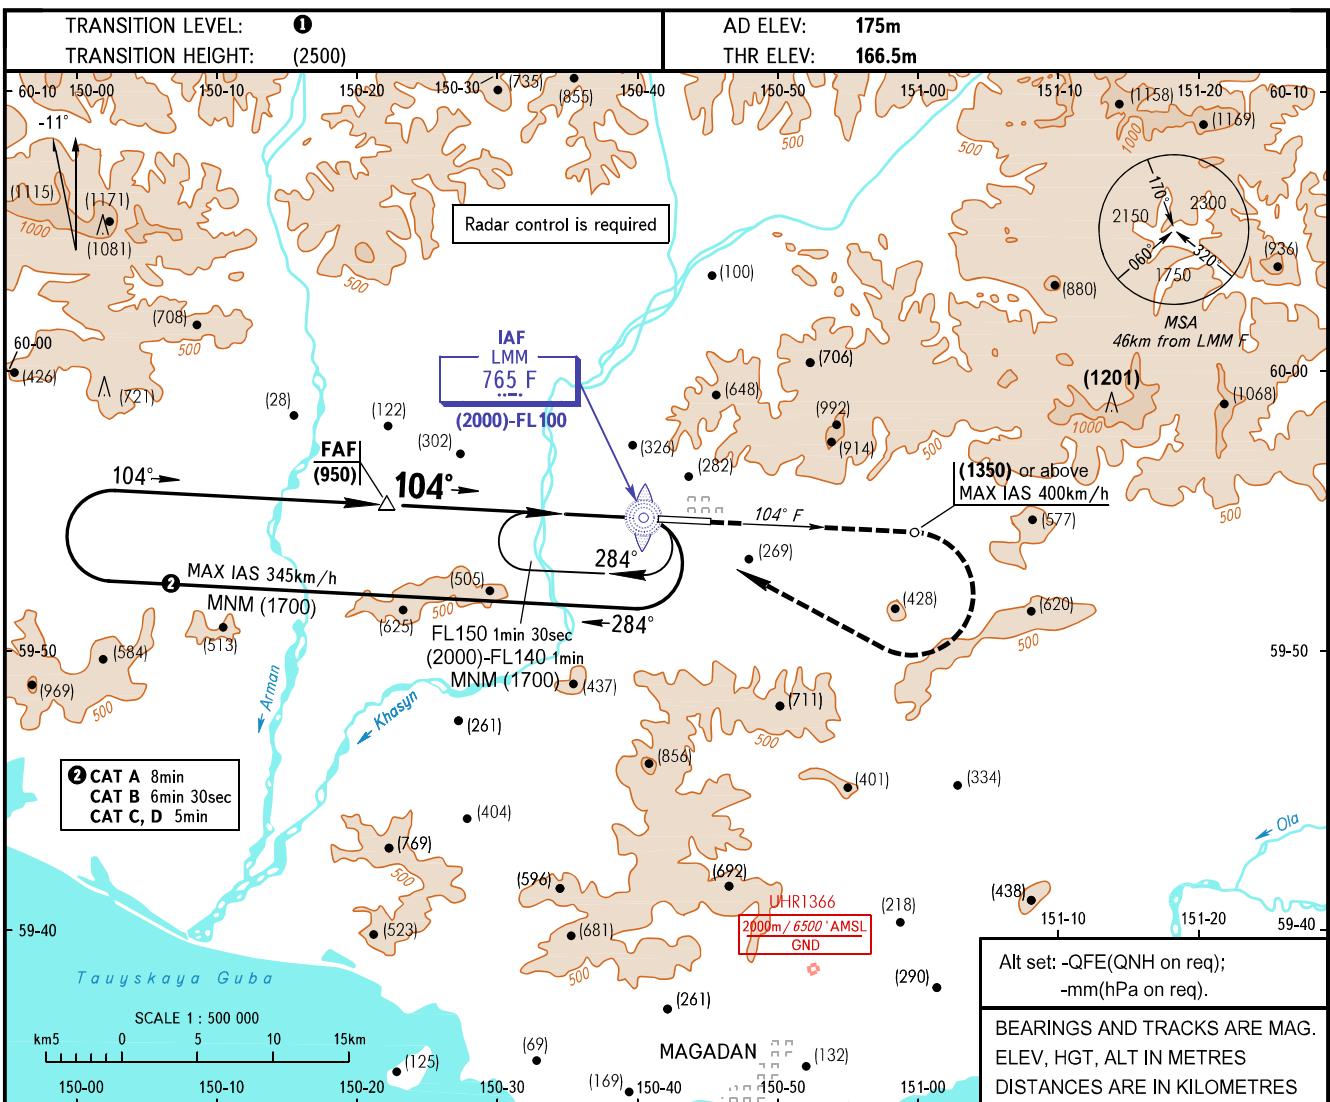 TRANSITION LEVEL: ❶
TRANSITION HEIGHT: (2500)
AD ELEV: 175m
THR ELEV: 166.5m
60-10 150-00 150-10 150-20 150-30 (735) (855) 150-40 150-50 151-00 151-10 (1158) 151-20 60-10
(1169)
-11°
500 500 1000
(1115) (1171)
1000 (1081)
500
Radar control is required
170°
2150 2300
060° 320°
1750
(936)
(100)
(880)
MSA
46km from LMM F
(708)
500
60-00
(426)
(721)
IAF
LMM
765 F
(2000)-FL100
(706)
(648)
(1201)
60-00
(1068)
1000
(28)
(122)
(302)
(992)
(914)
500
(326)
(282)
FAF
(950)
104°
104°
(1350) or above
MAX IAS 400km/h
(577)
104° F
(269)
284°
❷ MAX IAS 345km/h
MNM (1700)
(505)
500
(625)
(513)
284°
(428)
(620)
500
FL150 1min 30sec
(2000)-FL140 1min
MNM (1700)
59-50
(584)
(969)
500
59-50
Arman
Khasyn
(437)
(261)
(711)
500
(856)
(401)
(334)
❷ CAT A 8min
CAT B 6min 30sec
CAT C, D 5min
(404)
(769)
500
Ola
(596)
(692)
(438)
UHR1366
2000m/6500'AMSL
GND
(218)
151-10 151-20
59-40
(523)
(681)
500
59-40
Tauyskaya Guba
(290)
(261)
Alt set: -QFE(QNH on req);
-mm(hPa on req).
SCALE 1 : 500 000
km5 0 5 10 15km
BEARINGS AND TRACKS ARE MAG.
ELEV, HGT, ALT IN METRES
DISTANCES ARE IN KILOMETRES
MAGADAN
(125)
(69)
(132)
(169)
150-00 150-10 150-20 150-30 150-40 150-50 151-00